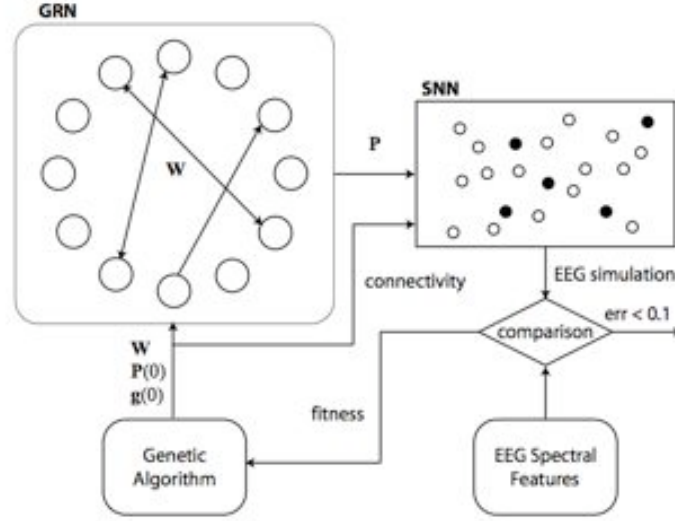 GRN
SNN
W
P
connectivity
EEG simulation
comparison
err < 0.1
W
P(0)
g(0)
fitness
Genetic
Algorithm
EEG Spectral
Features